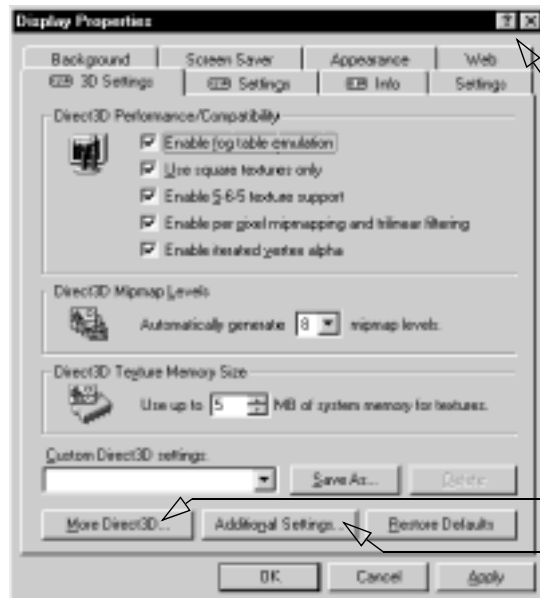 Display Properties
Background Screen Saver Appearance Web
3D Settings Settings Info Settings
Direct3D Performance/Compatibility
Enable fog table emulation
Use square textures only
Enable 5-6-5 texture support
Enable per pixel mipmapping and trilinear filtering
Enable iterated vertex alpha
Direct3D Mipmap Levels
Automatically generate 8 mipmap levels.
Direct3D Texture Memory Size
Use up to 5 MB of system memory for textures.
Custom Direct3D settings:
Save As... Delete
More Direct3D... Additional Settings... Restore Defaults
OK Cancel Apply